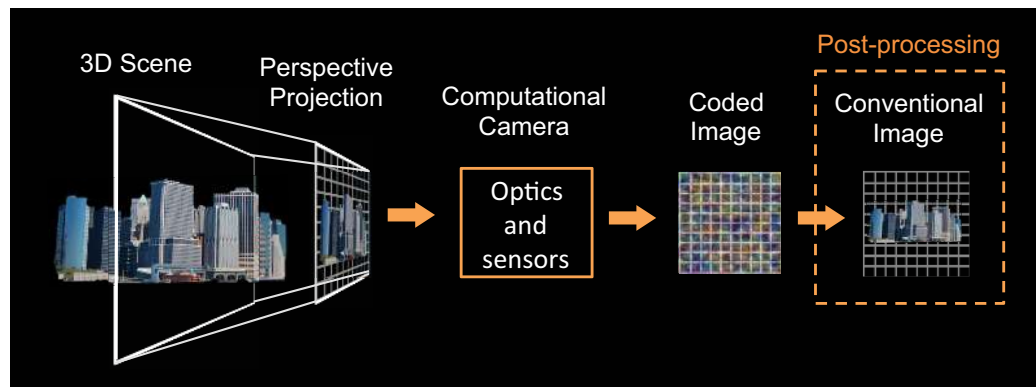 3D Scene
Perspective
Projection
Computational
Camera
Optics
and
sensors
Coded
Image
Post-processing
Conventional
Image